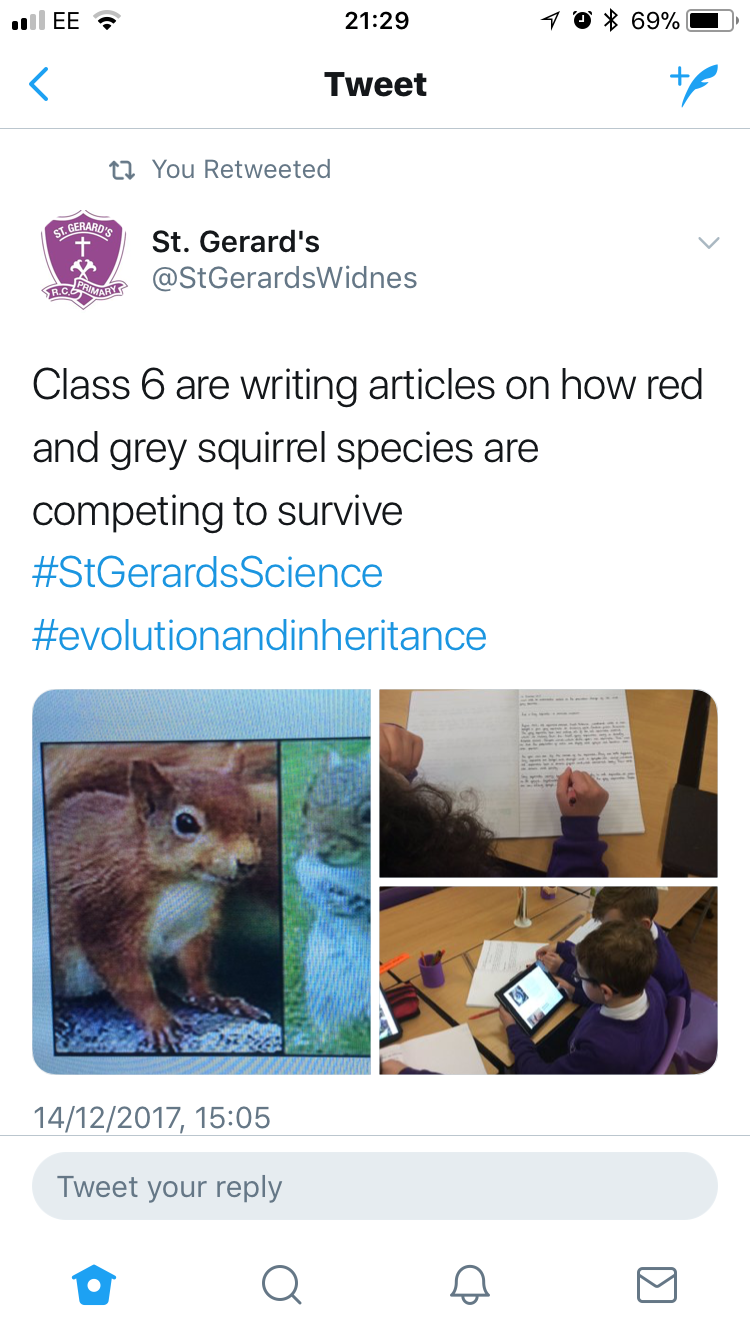 EE 21:29 69%
Tweet
You Retweeted
ST. GERARD'S
R.C. PRIMARY
St. Gerard's
@StGerardsWidnes
Class 6 are writing articles on how red
and grey squirrel species are
competing to survive
#StGerardsScience
#evolutionandinheritance
14/12/2017, 15:05
Tweet your reply